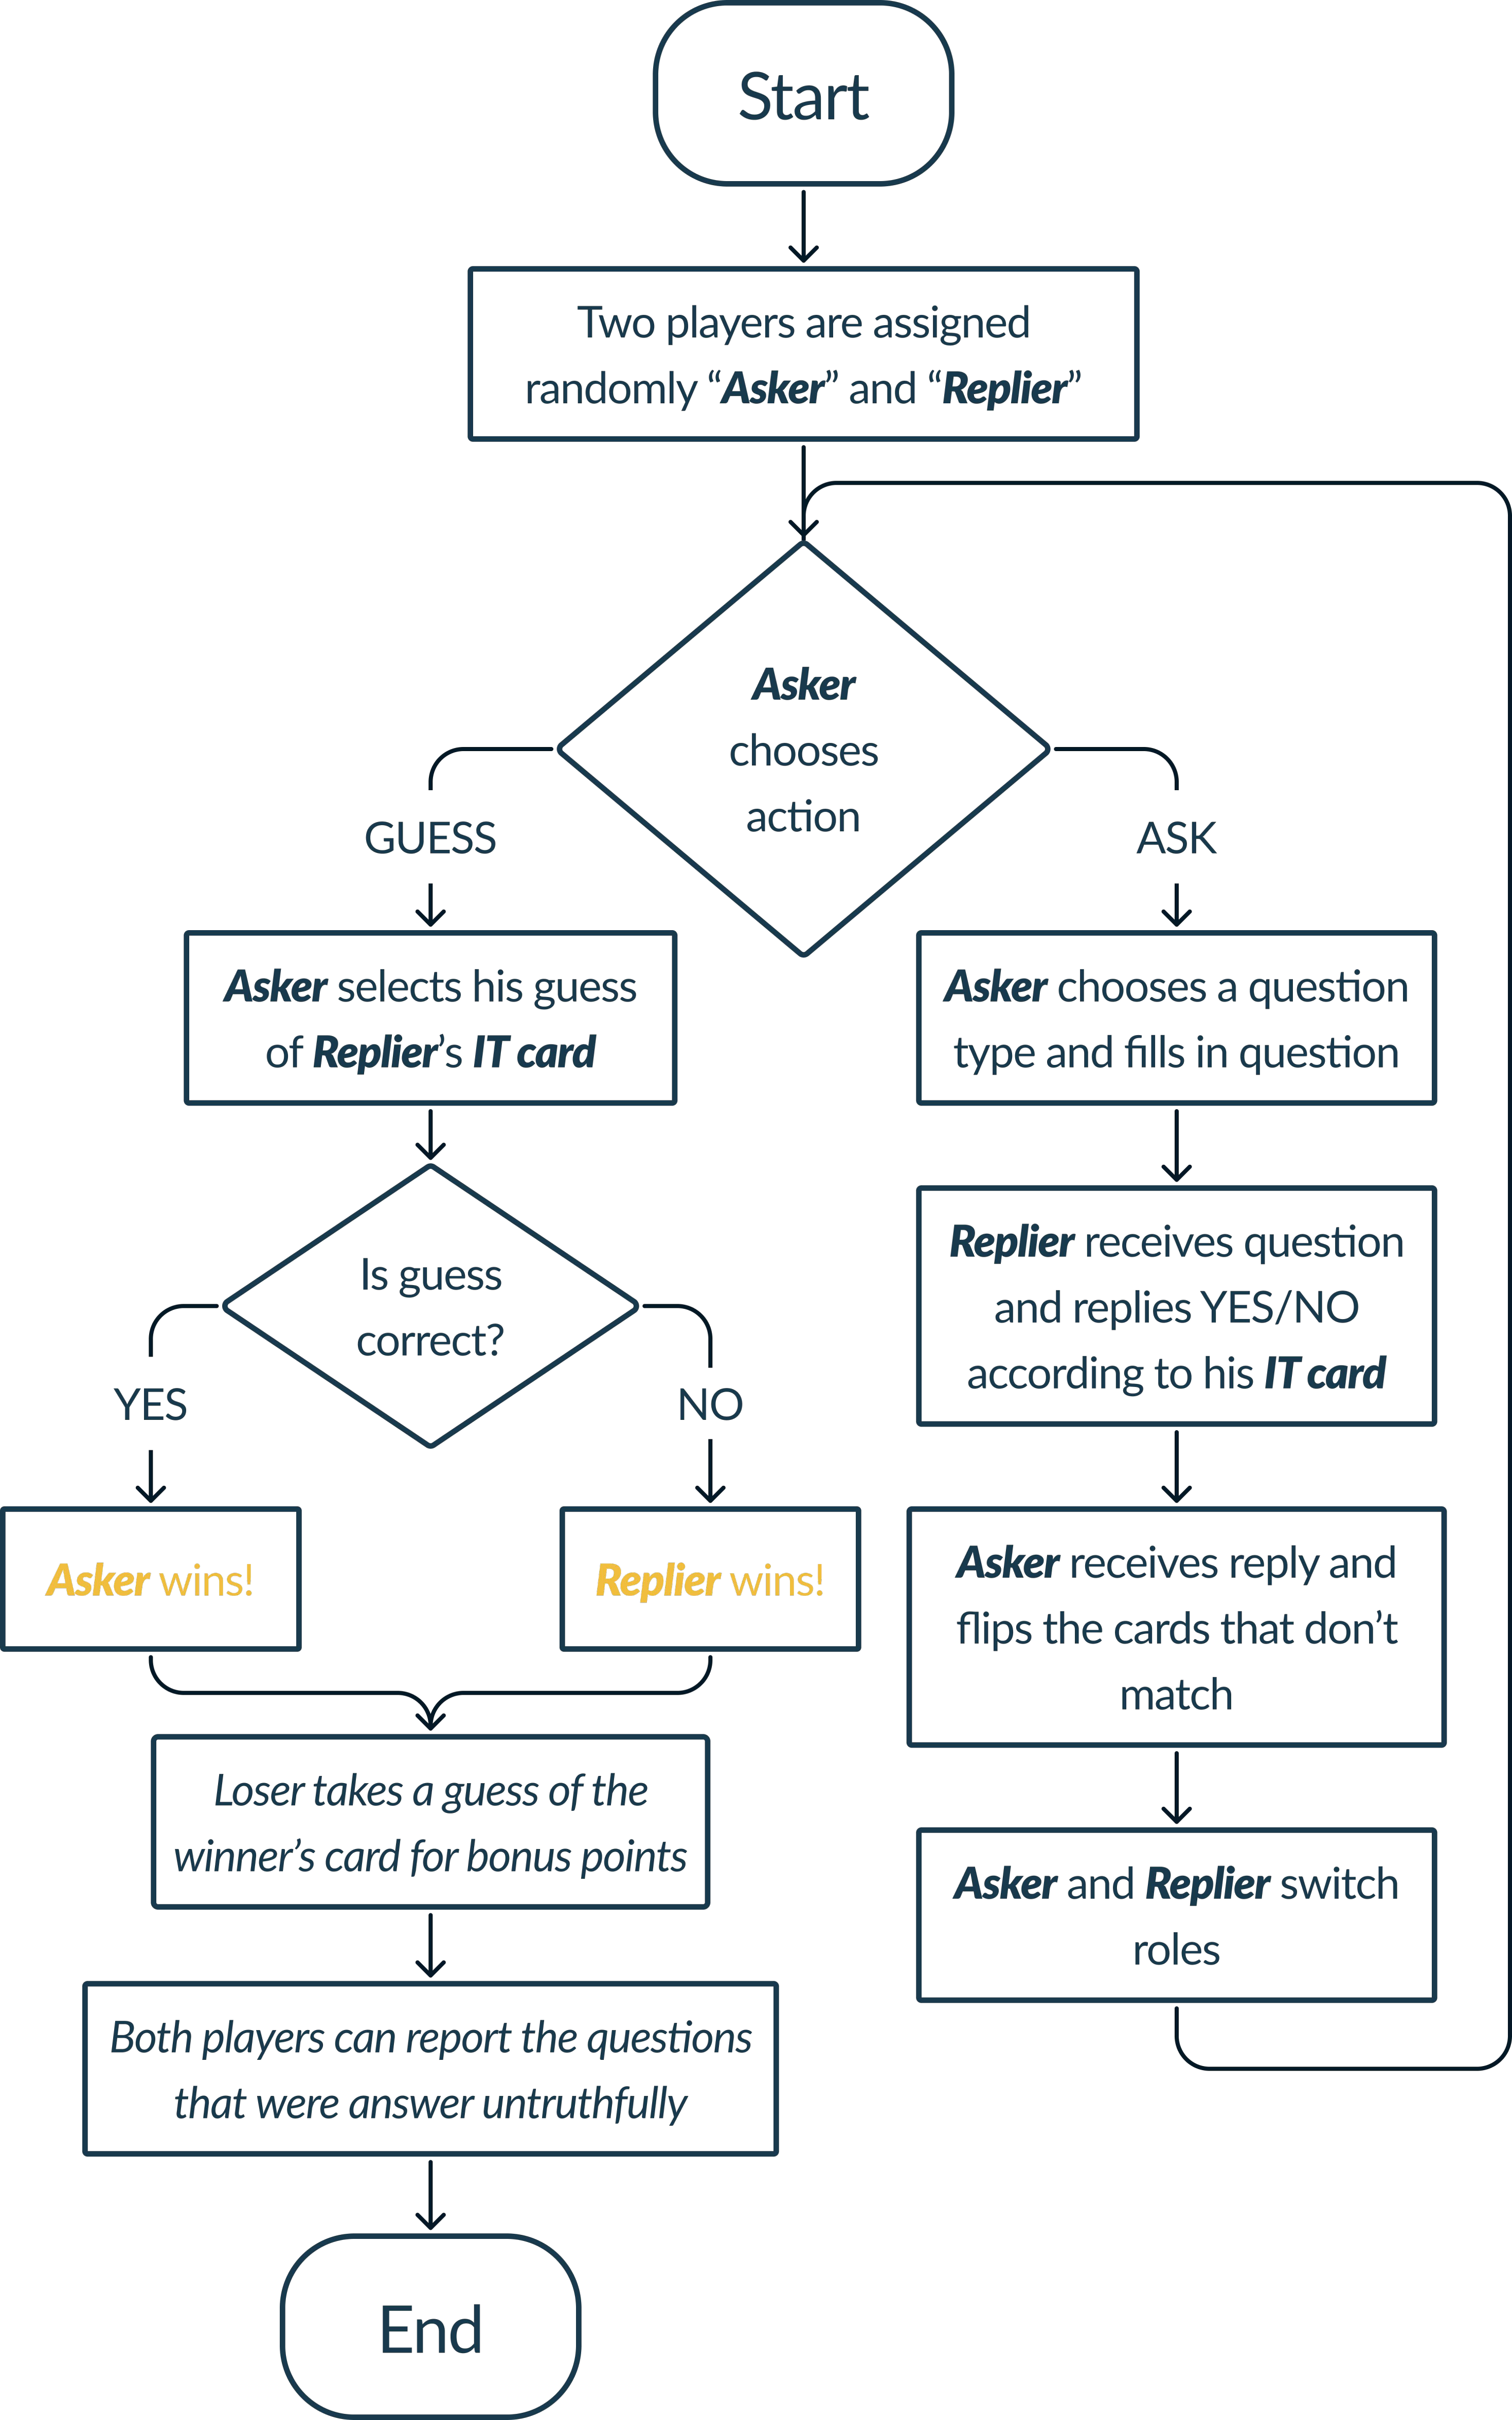 Start
Two players are assigned
randomly “Asker” and “Replier”
Asker
chooses
action
GUESS
ASK
Asker selects his guess
of Replier’s IT card
Asker chooses a question
type and fills in question
Is guess
correct?
Replier receives question
and replies YES/NO
according to his IT card
YES
NO
Asker wins!
Replier wins!
Asker receives reply and
flips the cards that don’t
match
Loser takes a guess of the
winner’s card for bonus points
Asker and Replier switch
roles
Both players can report the questions
that were answer untruthfully
End